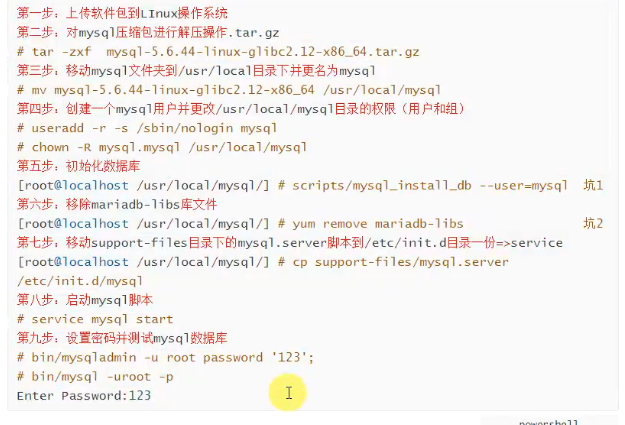 第一步：上传软件包到LInux操作系统
第二步：对mysql压缩包进行解压操作.tar.gz
# tar -zxf  mysql-5.6.44-linux-glibc2.12-x86_64.tar.gz
第三步：移动mysql文件夹到/usr/local目录下并更名为mysql
# mv mysql-5.6.44-linux-glibc2.12-x86_64 /usr/local/mysql
第四步：创建一个mysql用户并更改/usr/local/mysql目录的权限（用户和组）
# useradd -r -s /sbin/nologin mysql
# chown -R mysql.mysql /usr/local/mysql
第五步：初始化数据库
[root@localhost /usr/local/mysql/] # scripts/mysql_install_db --user=mysql  坑1
第六步：移除mariadb-libs库文件
[root@localhost /usr/local/mysql/] # yum remove mariadb-libs  坑2
第七步：移动support-files目录下的mysql.server脚本到/etc/init.d目录一份=>service
[root@localhost /usr/local/mysql/] # cp support-files/mysql.server
/etc/init.d/mysql
第八步：启动mysql脚本
# service mysql start
第九步：设置密码并测试mysql数据库
# bin/mysqladmin -u root password '123';
# bin/mysql -uroot -p
Enter Password:123
powershell